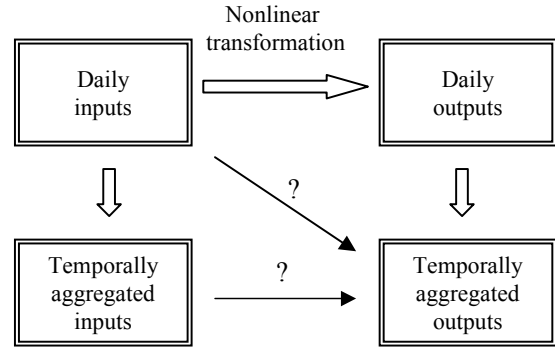 Nonlinear
transformation
Daily
inputs
Daily
outputs
?
?
Temporally
aggregated
inputs
Temporally
aggregated
outputs